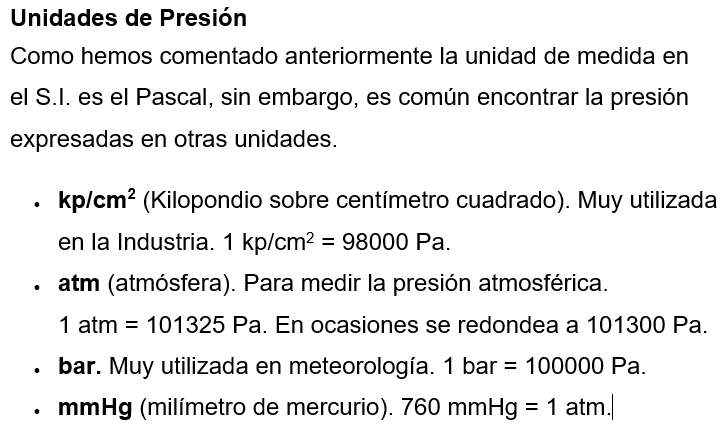 Unidades de Presión
Como hemos comentado anteriormente la unidad de medida en
el S.I. es el Pascal, sin embargo, es común encontrar la presión
expresadas en otras unidades.
• kp/cm² (Kilopondio sobre centímetro cuadrado). Muy utilizada
en la Industria. 1 kp/cm² = 98000 Pa.
• atm (atmósfera). Para medir la presión atmosférica.
1 atm = 101325 Pa. En ocasiones se redondea a 101300 Pa.
• bar. Muy utilizada en meteorología. 1 bar = 100000 Pa.
• mmHg (milímetro de mercurio). 760 mmHg = 1 atm.